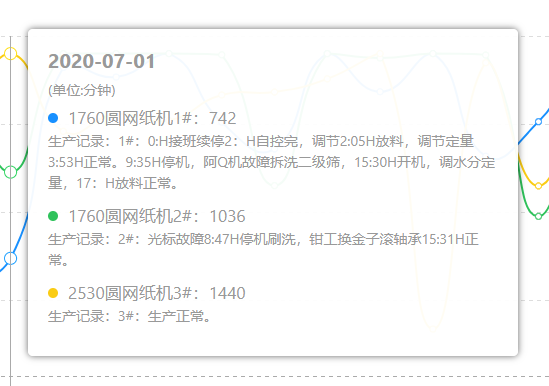 2020-07-01
(单位:分钟)
1760圆网纸机1#：742
生产记录：1#：0:H接班续停2：H自控完，调节2:05H放料，调节定量
3:53H正常。9:35H停机，阿Q机故障拆洗二级筛，15:30H开机，调水分定
量，17：H放料正常。
1760圆网纸机2#：1036
生产记录：2#：光标故障8:47H停机刷洗，钳工换金子滚轴承15:31H正
常。
2530圆网纸机3#：1440
生产记录：3#：生产正常。